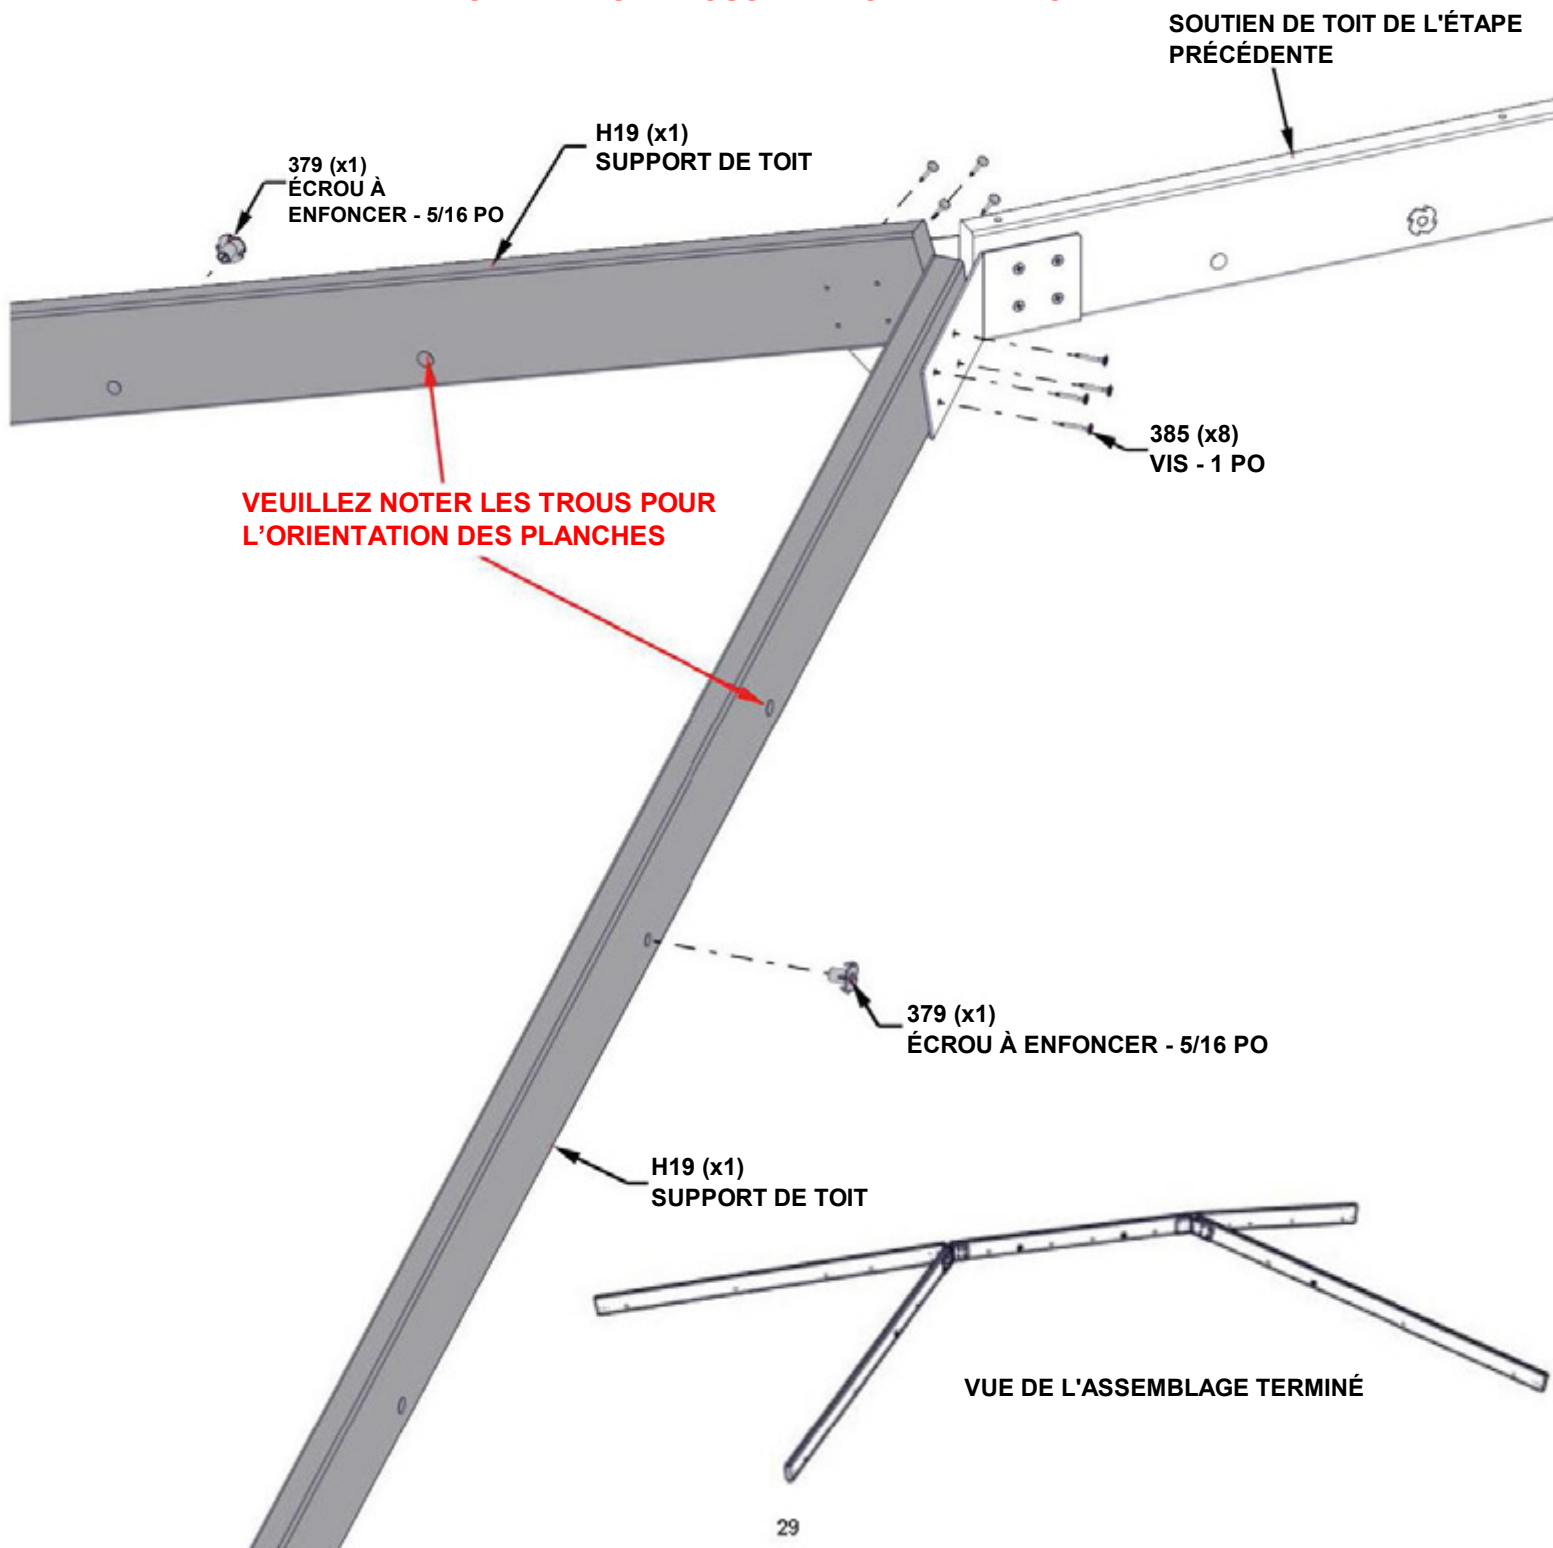 SOUTIEN DE TOIT DE L'ÉTAPE
PRÉCÉDENTE
H19 (x1)
SUPPORT DE TOIT
379 (x1)
ÉCROU À
ENFONCER - 5/16 PO
385 (x8)
VIS - 1 PO
VEUILLEZ NOTER LES TROUS POUR
L’ORIENTATION DES PLANCHES
379 (x1)
ÉCROU À ENFONCER - 5/16 PO
H19 (x1)
SUPPORT DE TOIT
VUE DE L'ASSEMBLAGE TERMINÉ
29